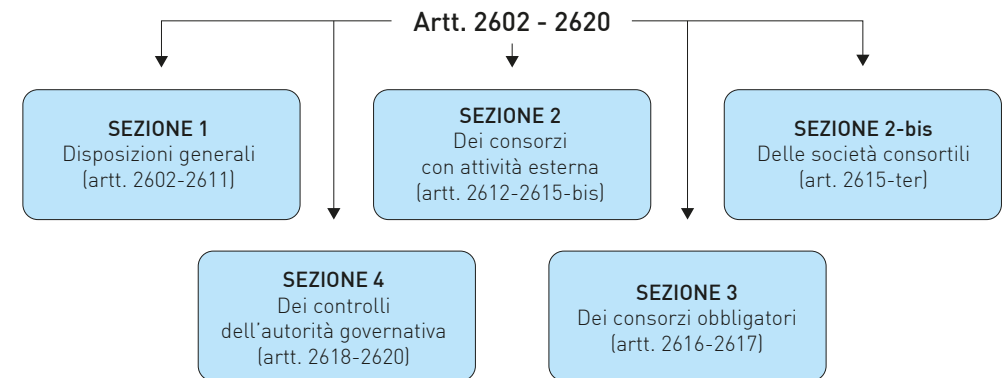 Artt. 2602 - 2620
SEZIONE 1
Disposizioni generali
(artt. 2602-2611)
SEZIONE 2
Dei consorzi
con attività esterna
(artt. 2612-2615-bis)
SEZIONE 2-bis
Delle società consortili
(art. 2615-ter)
SEZIONE 4
Dei controlli
dell'autorità governativa
(artt. 2618-2620)
SEZIONE 3
Dei consorzi obbligatori
(artt. 2616-2617)